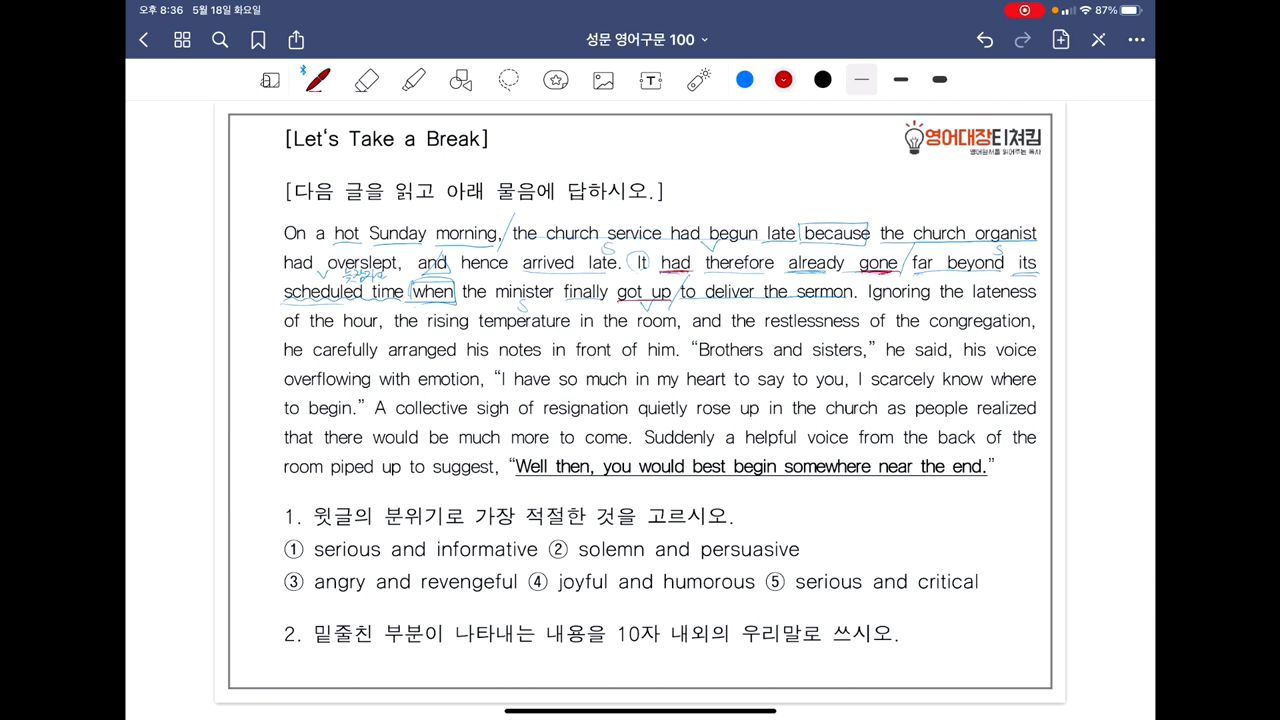 오후 8:36 5월 18일 화요일
87%
성문 영어구문 100
[Let's Take a Break]
영어대장티쳐킴
영어원서를 읽어주는 목사
[다음 글을 읽고 아래 물음에 답하시오.]
On a hot Sunday morning, the church service had begun late because the church organist
had overslept, and hence arrived late. It had therefore already gone far beyond its
scheduled time when the minister finally got up to deliver the sermon. Ignoring the lateness
of the hour, the rising temperature in the room, and the restlessness of the congregation,
he carefully arranged his notes in front of him. “Brothers and sisters,” he said, his voice
overflowing with emotion, “I have so much in my heart to say to you, I scarcely know where
to begin.” A collective sigh of resignation quietly rose up in the church as people realized
that there would be much more to come. Suddenly a helpful voice from the back of the
room piped up to suggest, “Well then, you would best begin somewhere near the end.”
1. 윗글의 분위기로 가장 적절한 것을 고르시오.
① serious and informative ② solemn and persuasive
③ angry and revengeful ④ joyful and humorous ⑤ serious and critical
2. 밑줄친 부분이 나타내는 내용을 10자 내외의 우리말로 쓰시오.